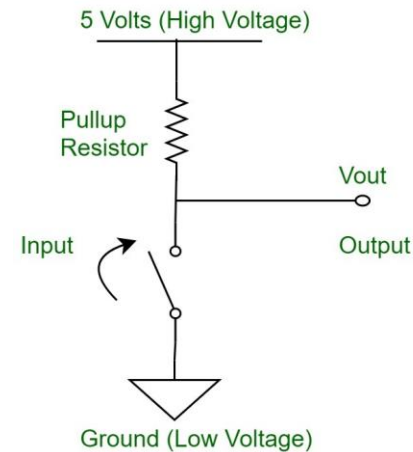 5 Volts (High Voltage)
Pullup
Resistor
Vout
Input
Output
Ground (Low Voltage)